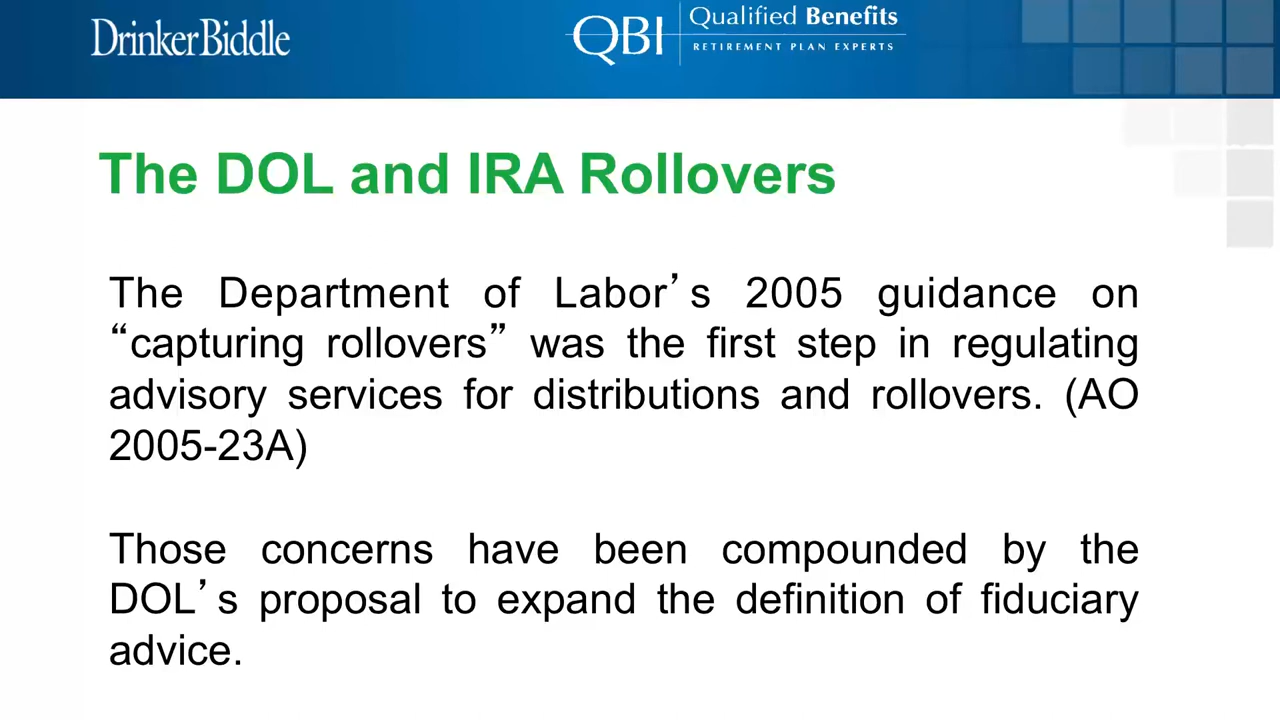 DrinkerBiddle
QBI
Qualified Benefits
RETIREMENT PLAN EXPERTS
The DOL and IRA Rollovers
The Department of Labor’s 2005 guidance on
“capturing rollovers” was the first step in regulating
advisory services for distributions and rollovers. (AO
2005-23A)
Those concerns have been compounded by the
DOL’s proposal to expand the definition of fiduciary
advice.